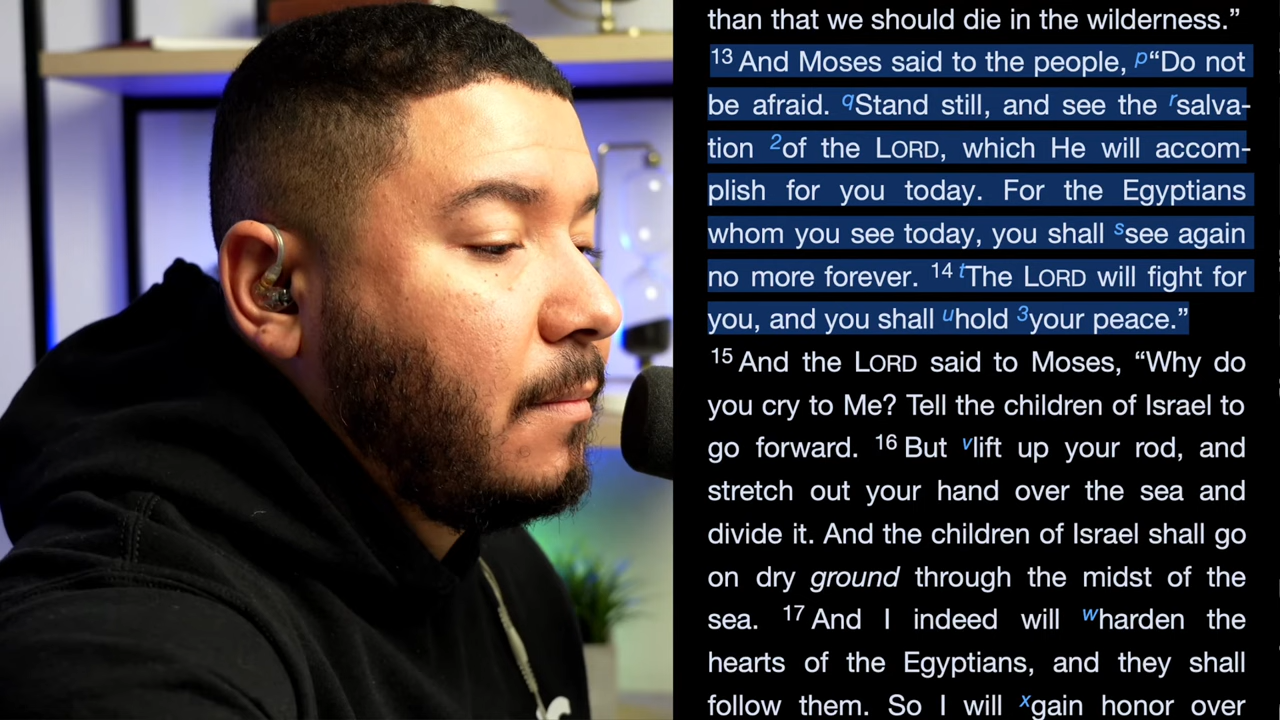 than that we should die in the wilderness.”
13 And Moses said to the people, p“Do not
be afraid. qStand still, and see the rsalva-
tion 2of the LORD, which He will accom-
plish for you today. For the Egyptians
whom you see today, you shall ssee again
no more forever. 14 tThe LORD will fight for
you, and you shall uhold 3your peace.”
15 And the LORD said to Moses, “Why do
you cry to Me? Tell the children of Israel to
go forward. 16 But vlift up your rod, and
stretch out your hand over the sea and
divide it. And the children of Israel shall go
on dry ground through the midst of the
sea. 17 And I indeed will wharden the
hearts of the Egyptians, and they shall
follow them. So I will xgain honor over